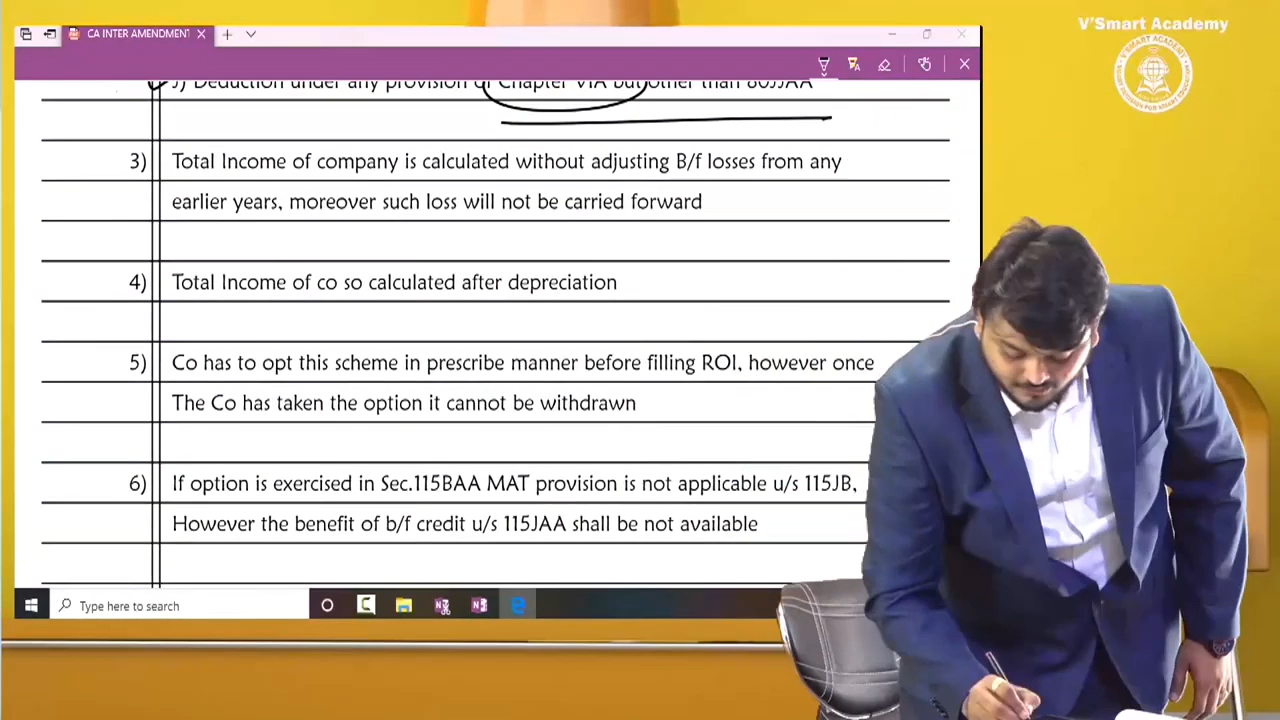 V'Smart Academy
CA INTER AMENDMENT
J) Deduction under any provision of Chapter VIA but other than 80JJAA
3) Total Income of company is calculated without adjusting B/f losses from any
earlier years, moreover such loss will not be carried forward
4) Total Income of co so calculated after depreciation
5) Co has to opt this scheme in prescribe manner before filling ROI, however once
The Co has taken the option it cannot be withdrawn
6) If option is exercised in Sec.115BAA MAT provision is not applicable u/s 115JB,
However the benefit of b/f credit u/s 115JAA shall be not available
Type here to search